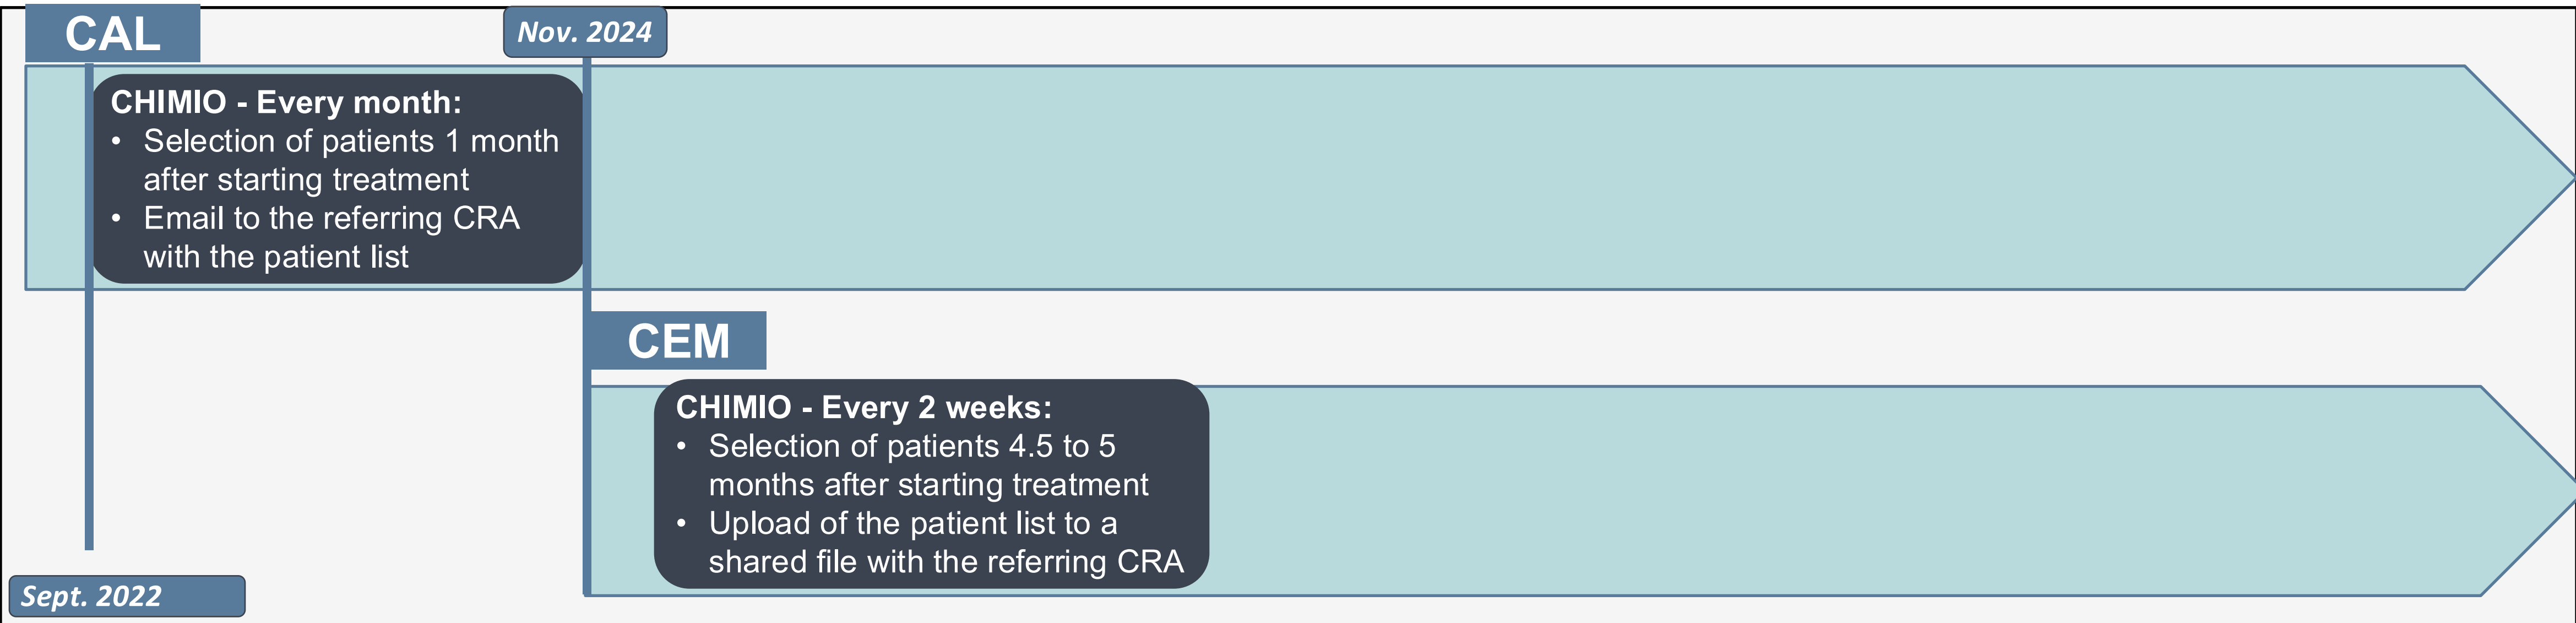 CAL
Nov. 2024
CHIMIO - Every month:
• Selection of patients 1 month
after starting treatment
• Email to the referring CRA
with the patient list
CEM
CHIMIO - Every 2 weeks:
• Selection of patients 4.5 to 5
months after starting treatment
• Upload of the patient list to a
shared file with the referring CRA
Sept. 2022